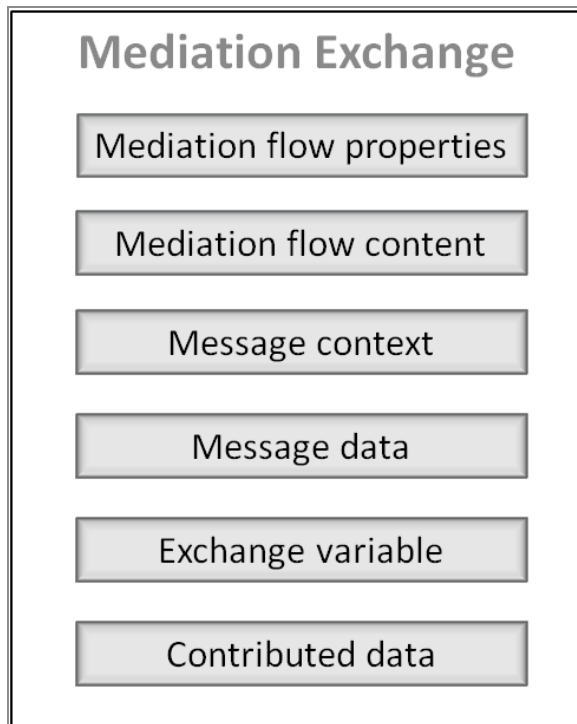 Mediation Exchange
Mediation flow properties
Mediation flow content
Message context
Message data
Exchange variable
Contributed data